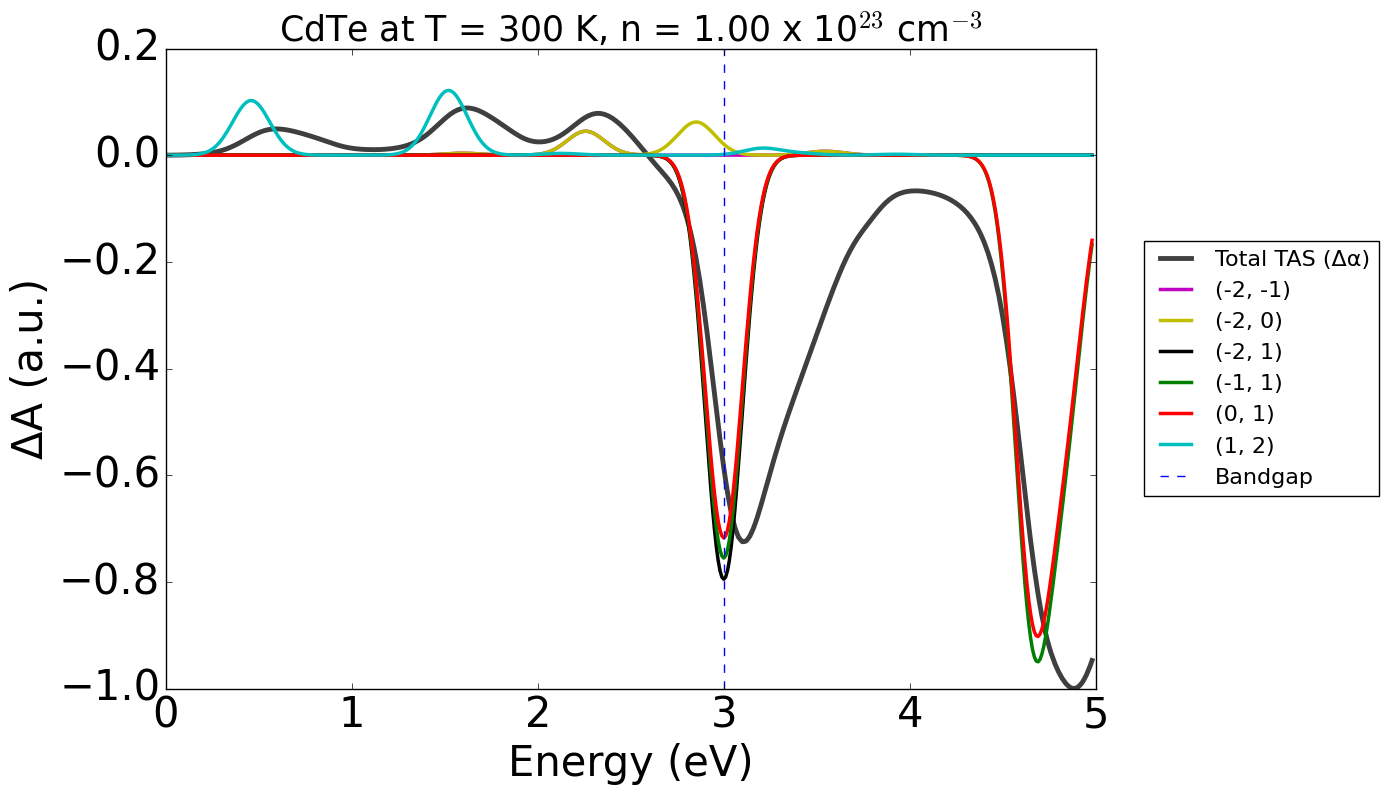 CdTe at T = 300 K, n = 1.00 x 10²³ cm⁻³
0.2
0.0
−0.2
−0.4
−0.6
−0.8
−1.0
ΔA (a.u.)
0 1 2 3 4 5
Energy (eV)
Total TAS (Δα)
(-2, -1)
(-2, 0)
(-2, 1)
(-1, 1)
(0, 1)
(1, 2)
Bandgap